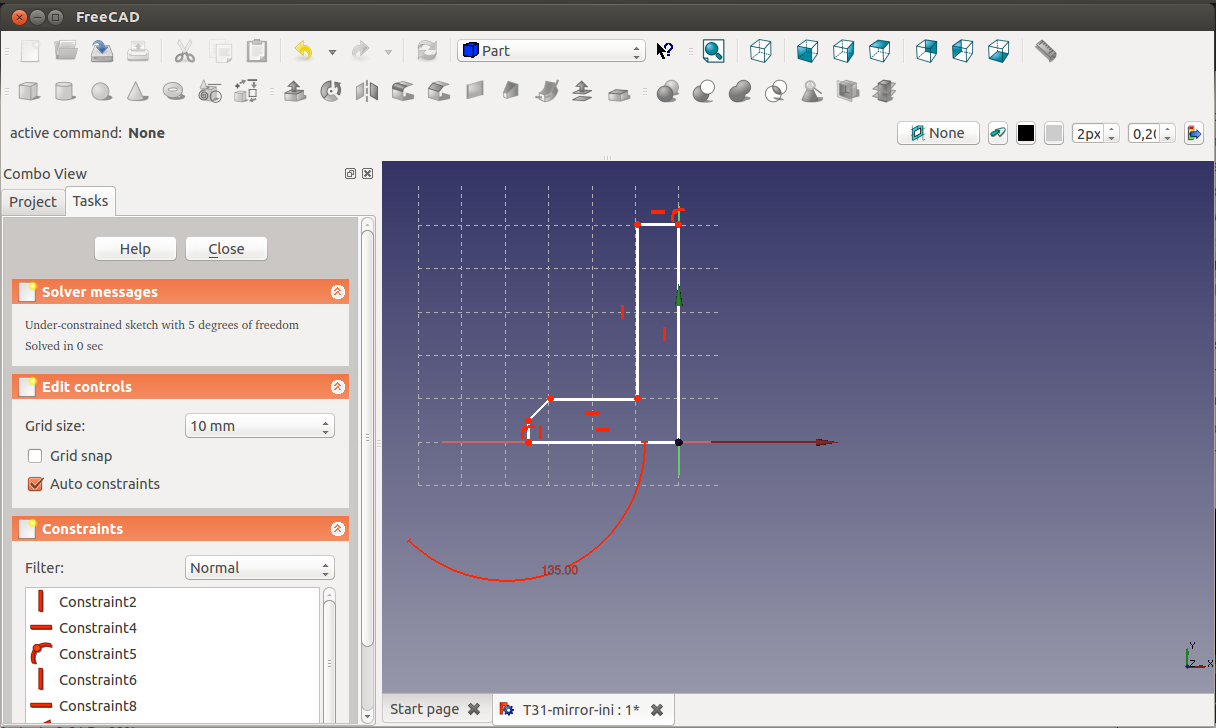 FreeCAD
Part
active command: None
None
2px
0,20
Combo View
Project
Tasks
Help
Close
Solver messages
Under-constrained sketch with 5 degrees of freedom
Solved in 0 sec
Edit controls
Grid size:
10 mm
Grid snap
Auto constraints
Constraints
Filter:
Normal
Constraint2
Constraint4
Constraint5
Constraint6
Constraint8
135.00
Y
Z
X
Start page
T31-mirror-ini : 1*